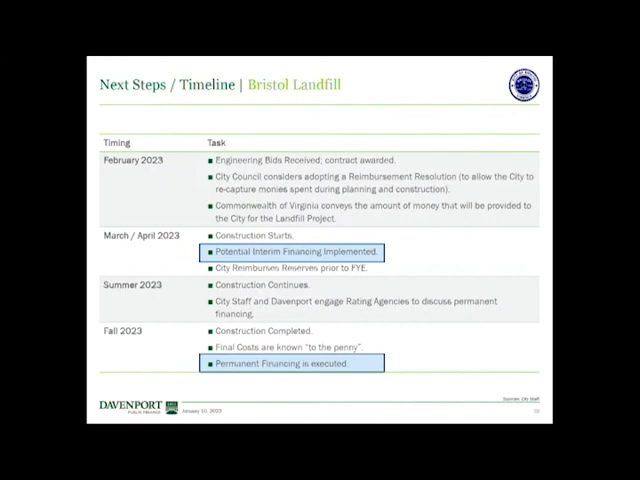 Next Steps / Timeline | Bristol Landfill
Timing Task
February 2023 ■ Engineering Bids Received; contract awarded.
■ City Council considers adopting a Reimbursement Resolution (to allow the City to
re-capture monies spent during planning and construction).
■ Commonwealth of Virginia conveys the amount of money that will be provided to
the City for the Landfill Project.
March / April 2023 ■ Construction Starts.
■ Potential Interim Financing Implemented.
■ City Reimburses Reserves prior to FYE.
Summer 2023 ■ Construction Continues.
■ City Staff and Davenport engage Rating Agencies to discuss permanent
financing.
Fall 2023 ■ Construction Completed.
■ Final Costs are known "to the penny".
■ Permanent Financing is executed.
Sources: City Staff
DAVENPORT
PUBLIC FINANCE
January 10, 2023